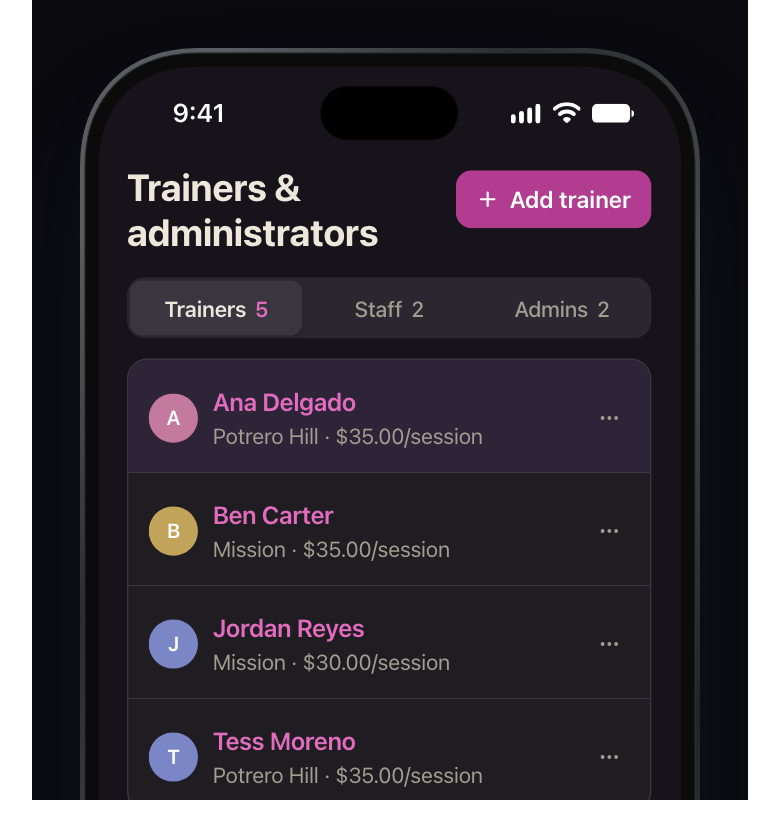 9:41
Trainers &
administrators
+ Add trainer
Trainers 5
Staff 2
Admins 2
A
Ana Delgado
Potrero Hill · $35.00/session
...
B
Ben Carter
Mission · $35.00/session
...
J
Jordan Reyes
Mission · $30.00/session
...
T
Tess Moreno
Potrero Hill · $35.00/session
...